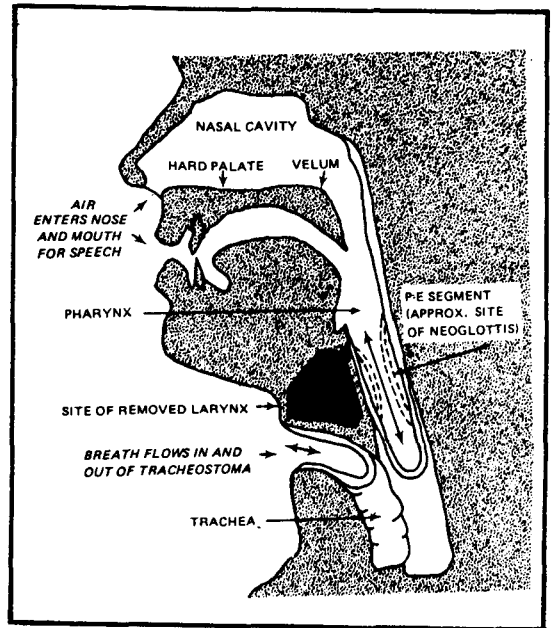 NASAL CAVITY
HARD PALATE
VELUM
AIR
ENTERS NOSE
AND MOUTH
FOR SPEECH
P-E SEGMENT
(APPROX. SITE
OF NEOGLOTTIS)
PHARYNX
SITE OF REMOVED LARYNX
BREATH FLOWS IN AND
OUT OF TRACHEOSTOMA
TRACHEA